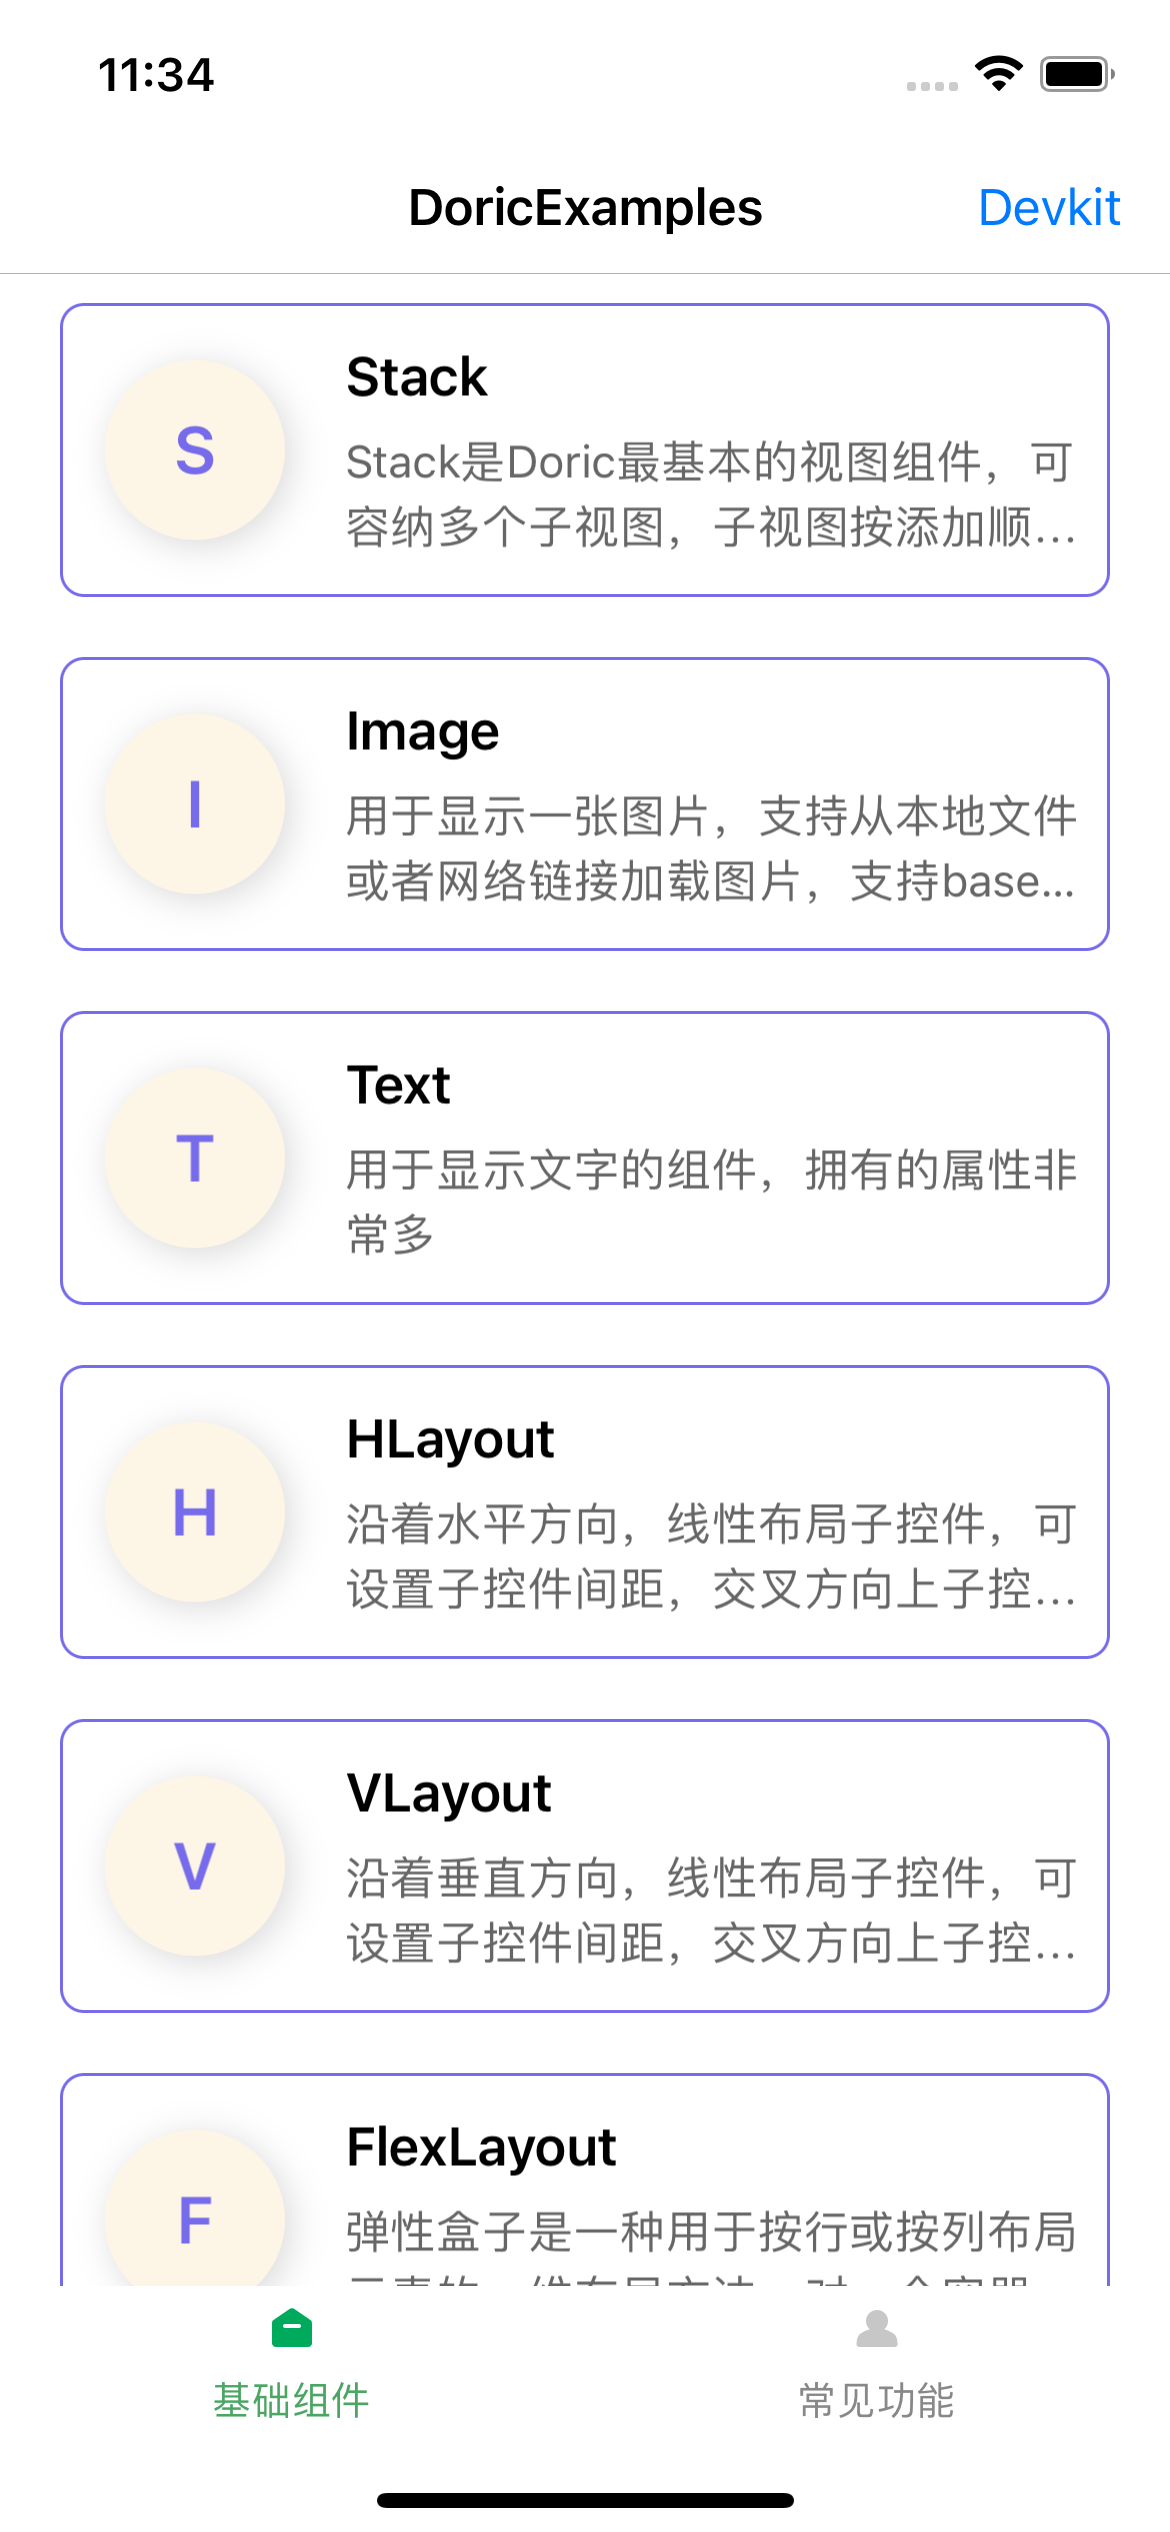 11:34
DoricExamples
Devkit
S
Stack
Stack是Doric最基本的视图组件，可
容纳多个子视图，子视图按添加顺...
I
Image
用于显示一张图片，支持从本地文件
或者网络链接加载图片，支持base...
T
Text
用于显示文字的组件，拥有的属性非
常多
H
HLayout
沿着水平方向，线性布局子控件，可
设置子控件间距，交叉方向上子控...
V
VLayout
沿着垂直方向，线性布局子控件，可
设置子控件间距，交叉方向上子控...
F
FlexLayout
弹性盒子是一种用于按行或按列布局
基础组件
常见功能